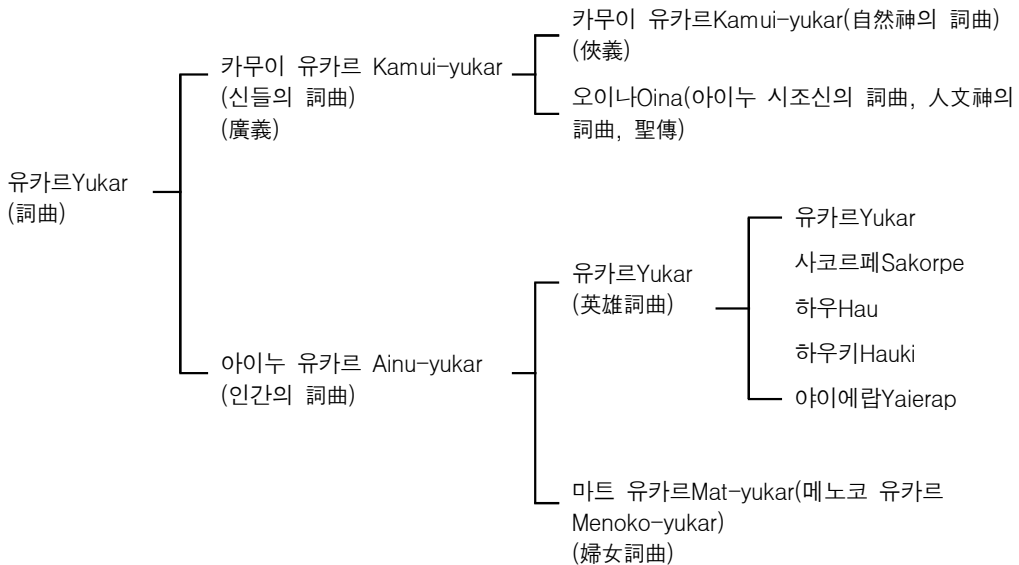 카무이 유카르Kamui-yukar(自然神의 詞曲)
(俠義)
카무이 유카르 Kamui-yukar
(신들의 詞曲)
(廣義)
오이나Oina(아이누 시조신의 詞曲, 人文神의
詞曲, 聖傳)
유카르Yukar
(詞曲)
유카르Yukar
사코르페Sakorpe
유카르Yukar
(英雄詞曲)
하우Hau
하우키Hauki
아이누 유카르 Ainu-yukar
(인간의 詞曲)
야이에랍Yaierap
마트 유카르Mat-yukar(메노코 유카르
Menoko-yukar)
(婦女詞曲)